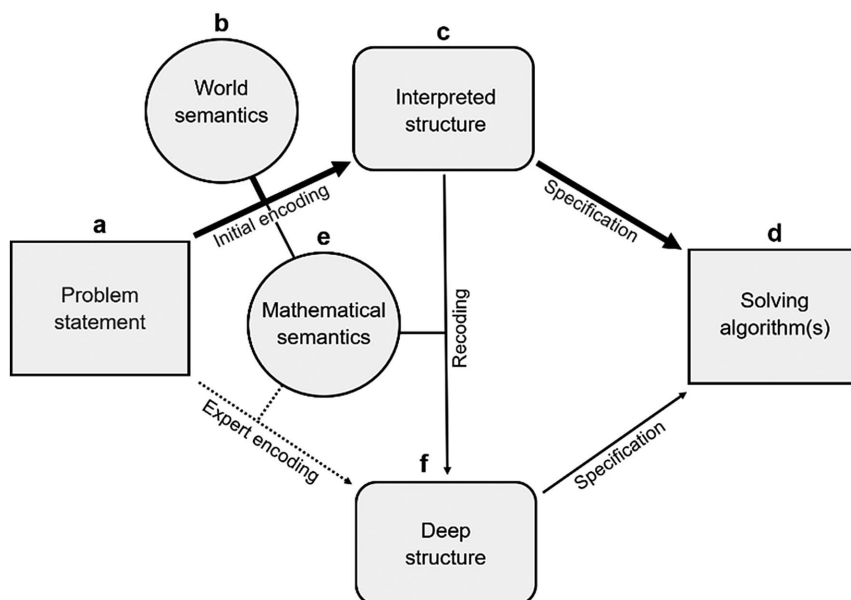 b
World
semantics
c
Interpreted
structure
Initial encoding
Specification
a
Problem
statement
e
Mathematical
semantics
Recoding
d
Solving
algorithm(s)
Expert encoding
Specification
f
Deep
structure